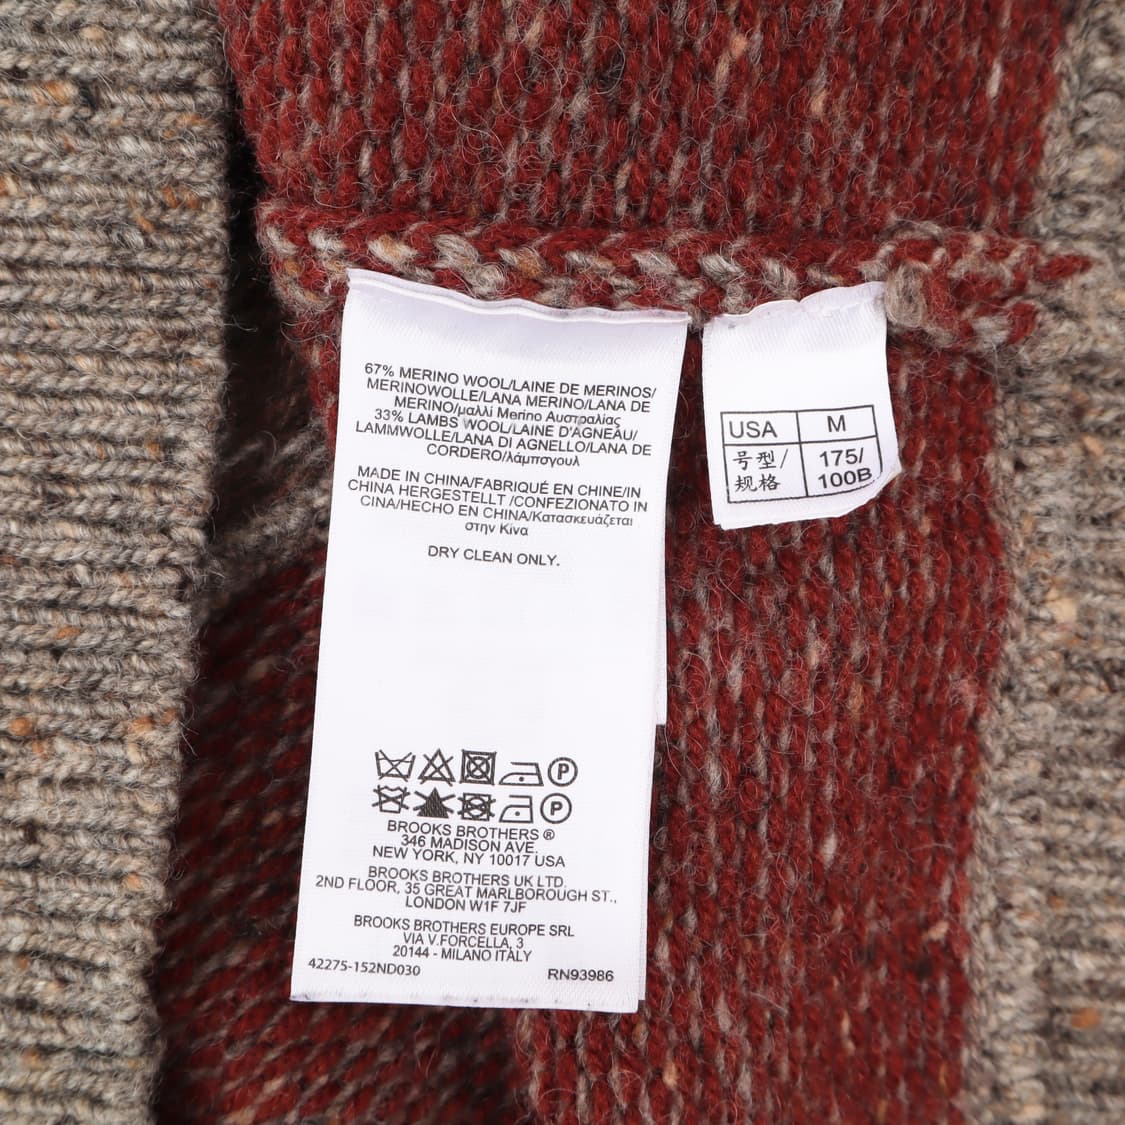 67% MERINO WOOL/LAINE DE MERINOS/
MERINOWOLLE/LANA MERINO/LANA DE
MERINO/μαλλί Merino Αυστραλίας
33% LAMBS WOOL/LAINE D'AGNEAU/
LAMMWOLLE/LANA DI AGNELLO/LANA DE
CORDERO/λάμπσγουλ
MADE IN CHINA/FABRIQUÉ EN CHINE/IN
CHINA HERGESTELLT /CONFEZIONATO IN
CINA/HECHO EN CHINA/Κατασκευάζεται
στην Κίνα
DRY CLEAN ONLY.
P
P
BROOKS BROTHERS ®
346 MADISON AVE.
NEW YORK, NY 10017 USA
BROOKS BROTHERS UK LTD
2ND FLOOR, 35 GREAT MARLBOROUGH ST.,
LONDON W1F 7JF
BROOKS BROTHERS EUROPE SRL
VIA V.FORCELLA, 3
20144 - MILANO ITALY
42275-152ND030 RN93986
USA M
号型/ 175/
规格 100B